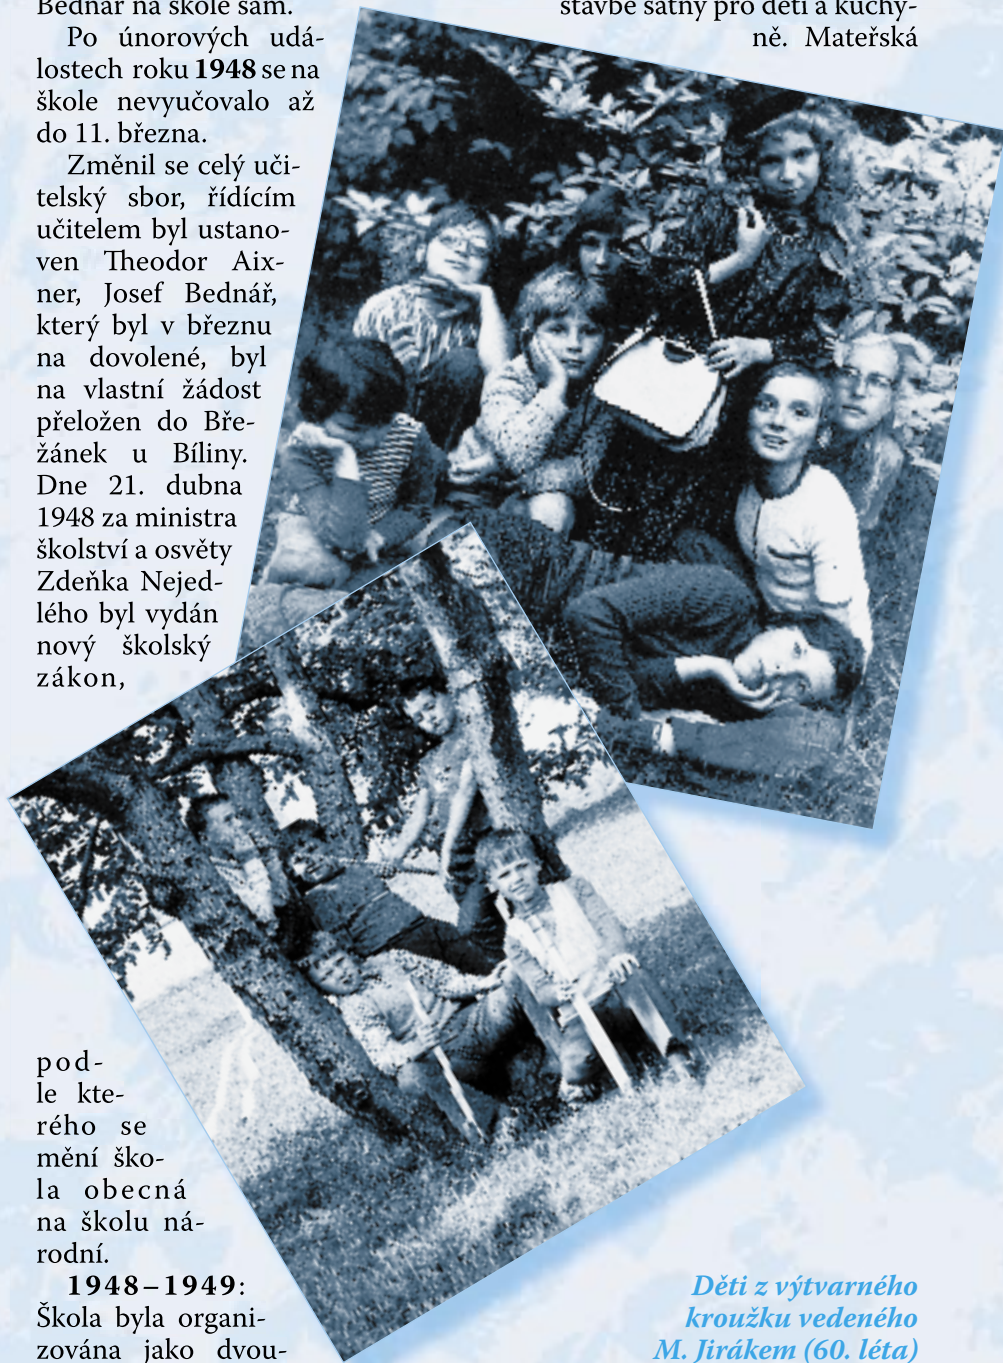 Bednář na škole sám.
Po únorových udá-
lostech roku 1948 se na
škole nevyučovalo až
do 11. března.
Změnil se celý uči-
telský sbor, řídícím
učitelem byl ustano-
ven Theodor Aix-
ner, Josef Bednář,
který byl v březnu
na dovolené, byl
na vlastní žádost
přeložen do Bře-
žánek u Bíliny.
Dne 21. dubna
1948 za ministra
školství a osvěty
Zdeňka Nejed-
lého byl vydán
nový školský
zákon,
pod-
le kte-
rého se
mění ško-
la obecná
na školu ná-
rodní.
1948–1949:
Škola byla organi-
zována jako dvou-
stavbě šatny pro děti a kuchy-
ně. Mateřská
Děti z výtvarného
kroužku vedeného
M. Jirákem (60. léta)